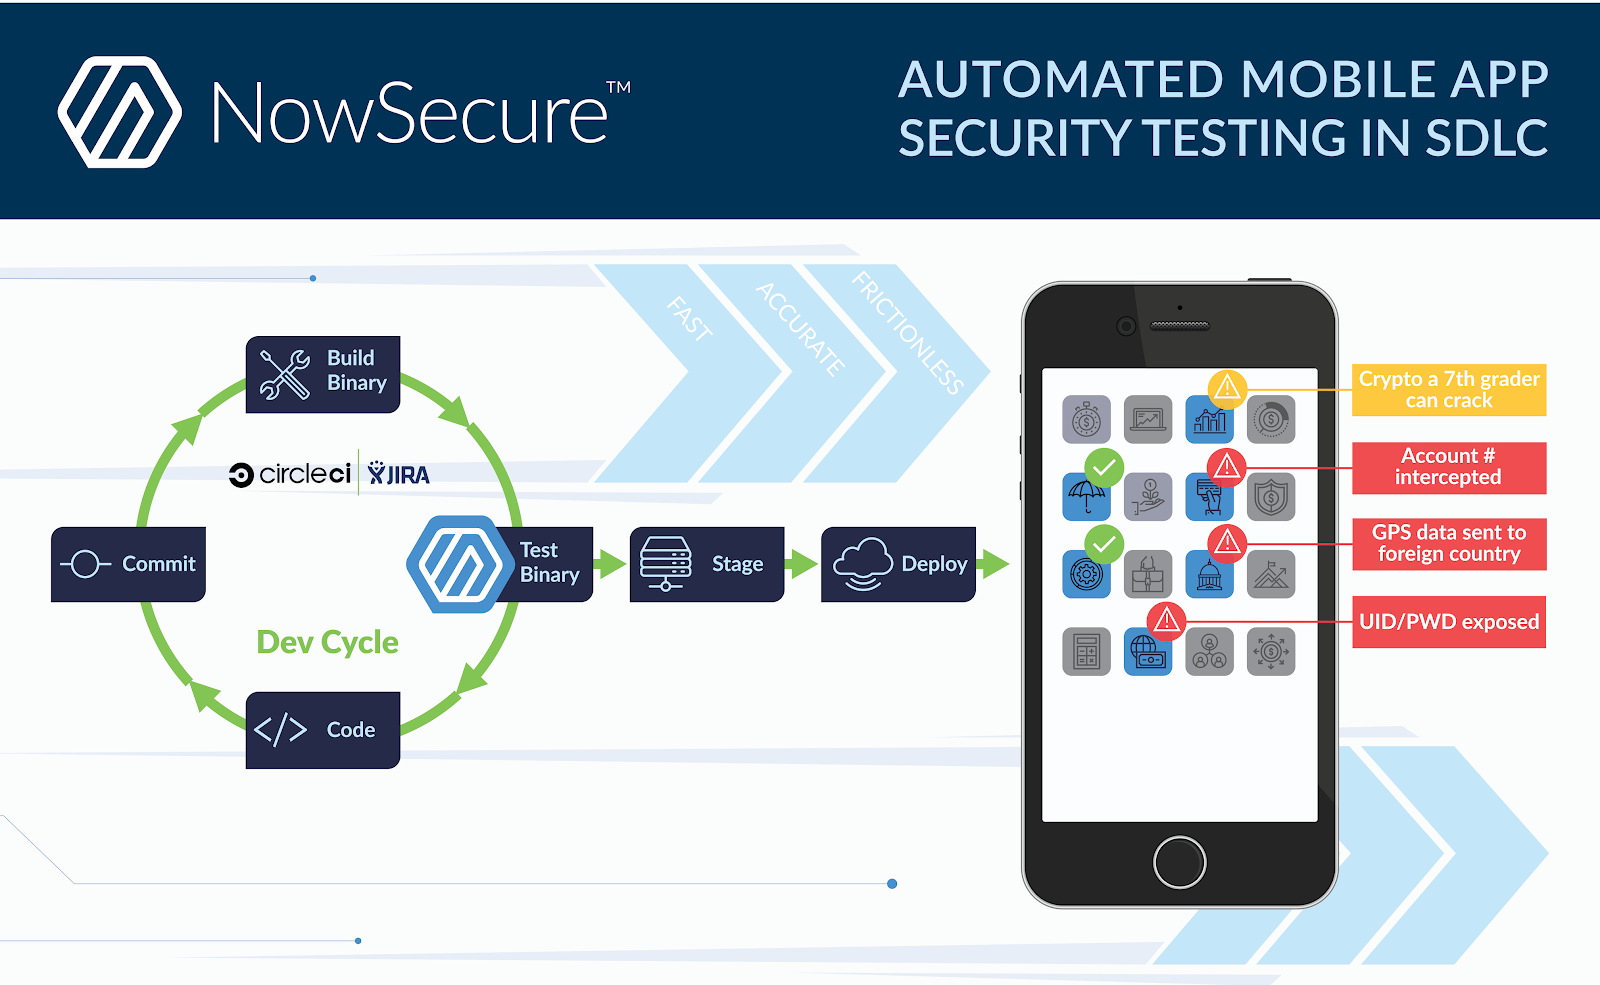 NowSecure™
AUTOMATED MOBILE APP
SECURITY TESTING IN SDLC
FAST
ACCURATE
FRICTIONLESS
Build
Binary
circleci
JIRA
Commit
Test
Binary
Stage
Deploy
Dev Cycle
</> Code
Crypto a 7th grader
can crack
Account #
intercepted
GPS data sent to
foreign country
UID/PWD exposed